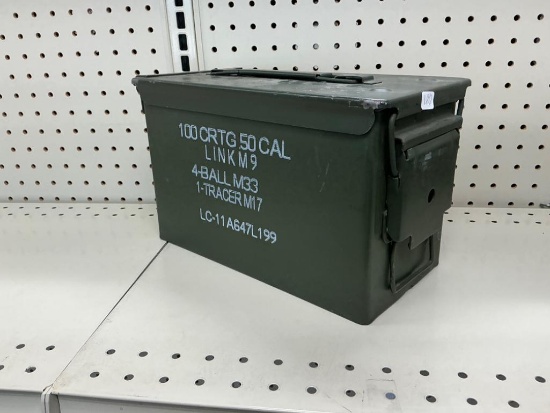 100 CRTG 50 CAL
LINK M9
4-BALL M33
1-TRACER M17
LC-11A647L199